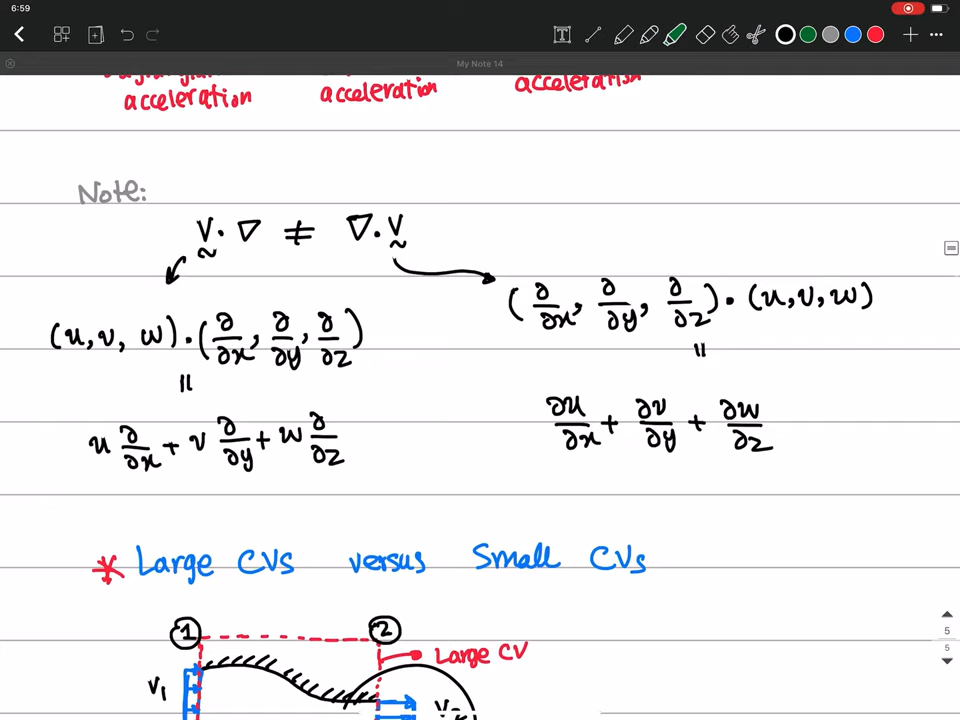 6:59
My Note 14
acceleration acceleration acceleration
Note:
V · ∇ ≠ ∇ · V
(∂/∂x, ∂/∂y, ∂/∂z) · (u, v, w)
(u, v, w) · (∂/∂x, ∂/∂y, ∂/∂z)
=
=
∂u/∂x + ∂v/∂y + ∂w/∂z
u ∂/∂x + v ∂/∂y + w ∂/∂z
* Large CVs versus Small CVs
1 2
Large CV
V1
5
5